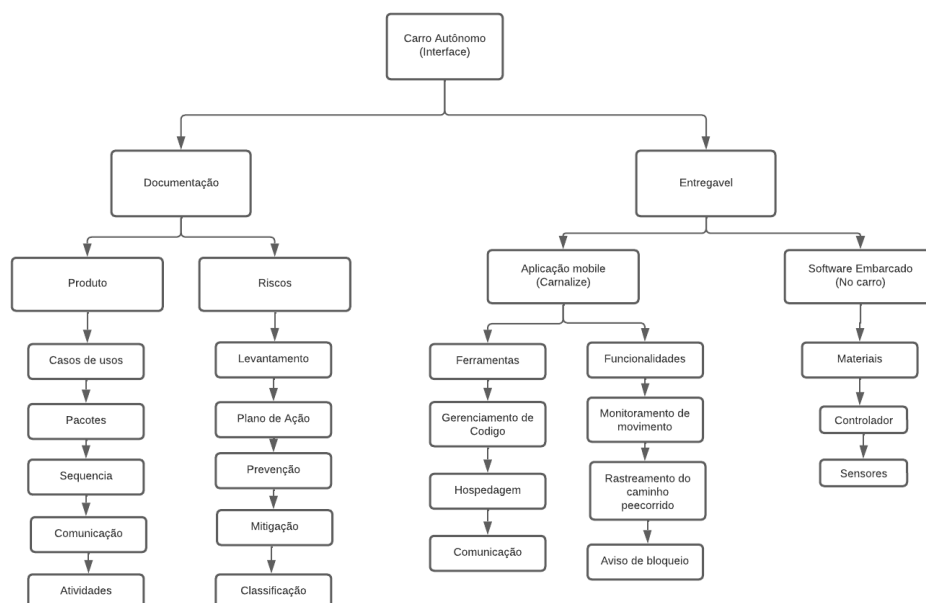 Carro Autônomo
(Interface)
Documentação
Entregavel
Produto
Riscos
Aplicação mobile
(Carnalize)
Software Embarcado
(No carro)
Casos de usos
Levantamento
Ferramentas
Funcionalidades
Materiais
Pacotes
Plano de Ação
Gerenciamento de
Codigo
Monitoramento de
movimento
Controlador
Sequencia
Prevenção
Hospedagem
Rastreamento do
caminho
peecorrido
Sensores
Comunicação
Mitigação
Comunicação
Aviso de bloqueio
Atividades
Classificação